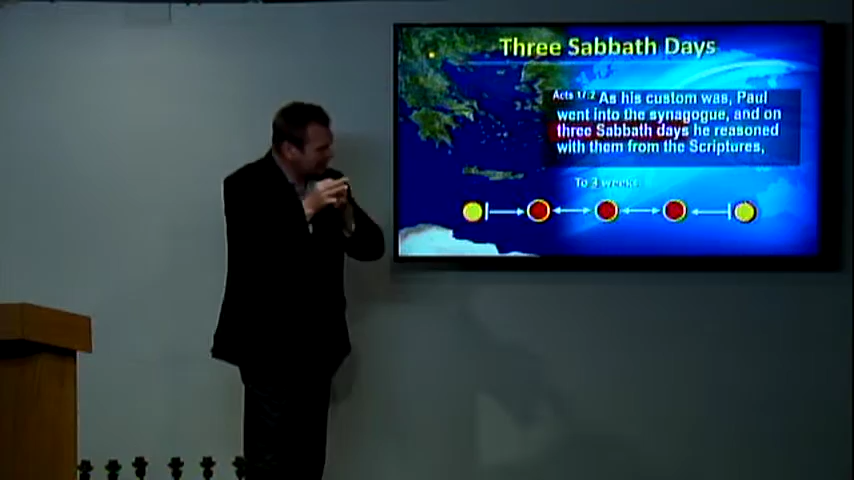 Three Sabbath Days
Acts 17:2 As his custom was, Paul
went into the synagogue, and on
three Sabbath days he reasoned
with them from the Scriptures,
To 3 weeks